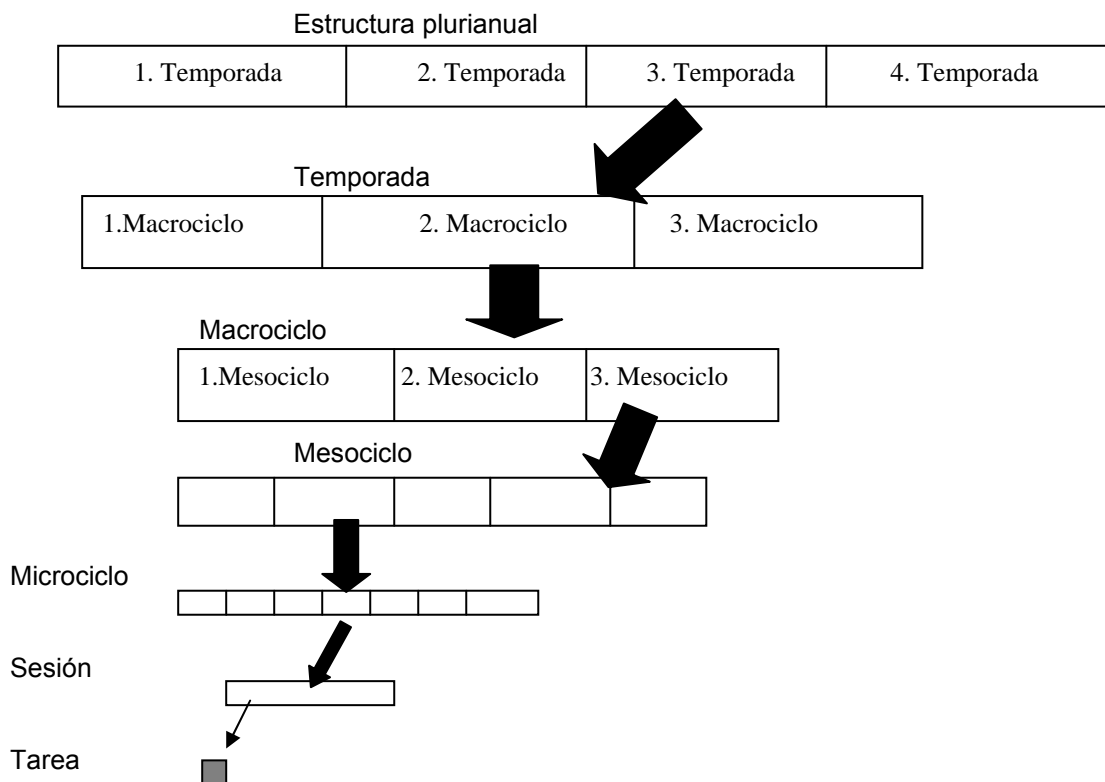 Estructura plurianual
1. Temporada 2. Temporada 3. Temporada 4. Temporada
Temporada
1.Macrociclo 2. Macrociclo 3. Macrociclo
Macrociclo
1.Mesociclo 2. Mesociclo 3. Mesociclo
Mesociclo
Microciclo
Sesión
Tarea